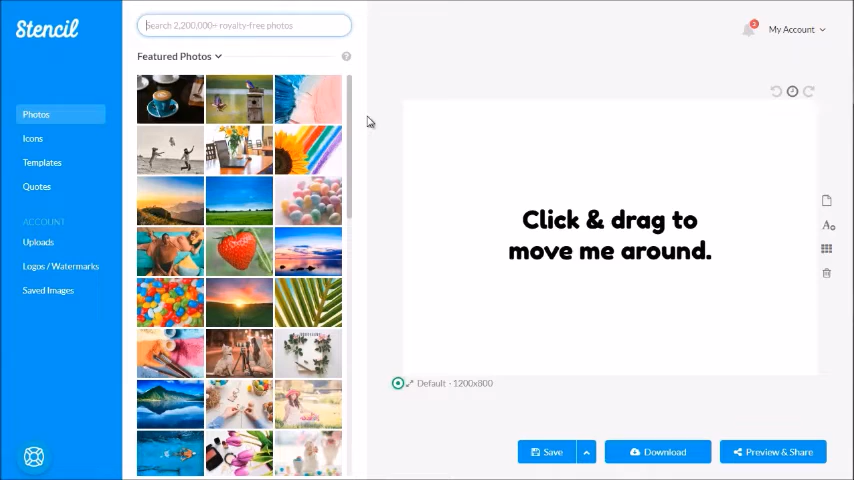 Stencil
Search 2,200,000+ royalty-free photos
3
My Account
Featured Photos
?
Photos
Icons
Templates
Quotes
ACCOUNT
Uploads
Logos / Watermarks
Saved Images
Click & drag to
move me around.
Default - 1200x800
Save
Download
Preview & Share